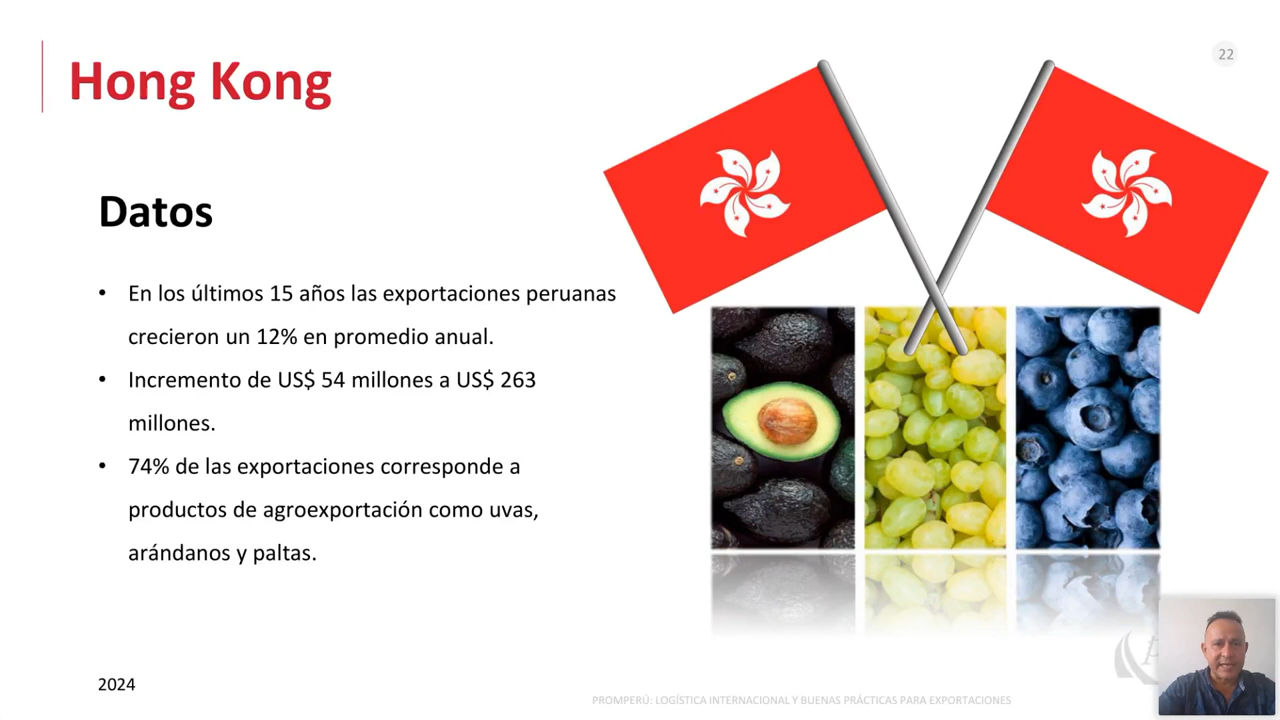 Hong Kong
22
Datos
• En los últimos 15 años las exportaciones peruanas
crecieron un 12% en promedio anual.
• Incremento de US$ 54 millones a US$ 263
millones.
• 74% de las exportaciones corresponde a
productos de agroexportación como uvas,
arándanos y paltas.
2024
PROMPERÚ: LOGÍSTICA INTERNACIONAL Y BUENAS PRÁCTICAS PARA EXPORTACIONES